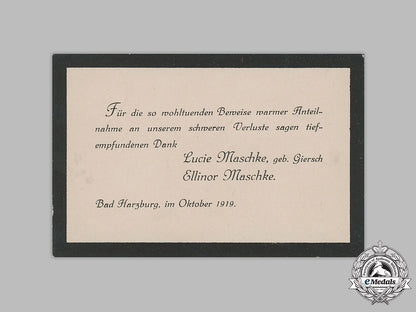 Für die so wohltuenden Beweise warmer Anteil-
nahme an unserem schweren Verluste sagen tief-
empfundenen Dank
Lucie Maschke, geb. Giersch
Ellinor Maschke.
Bad Harzburg, im Oktober 1919.
eMedals